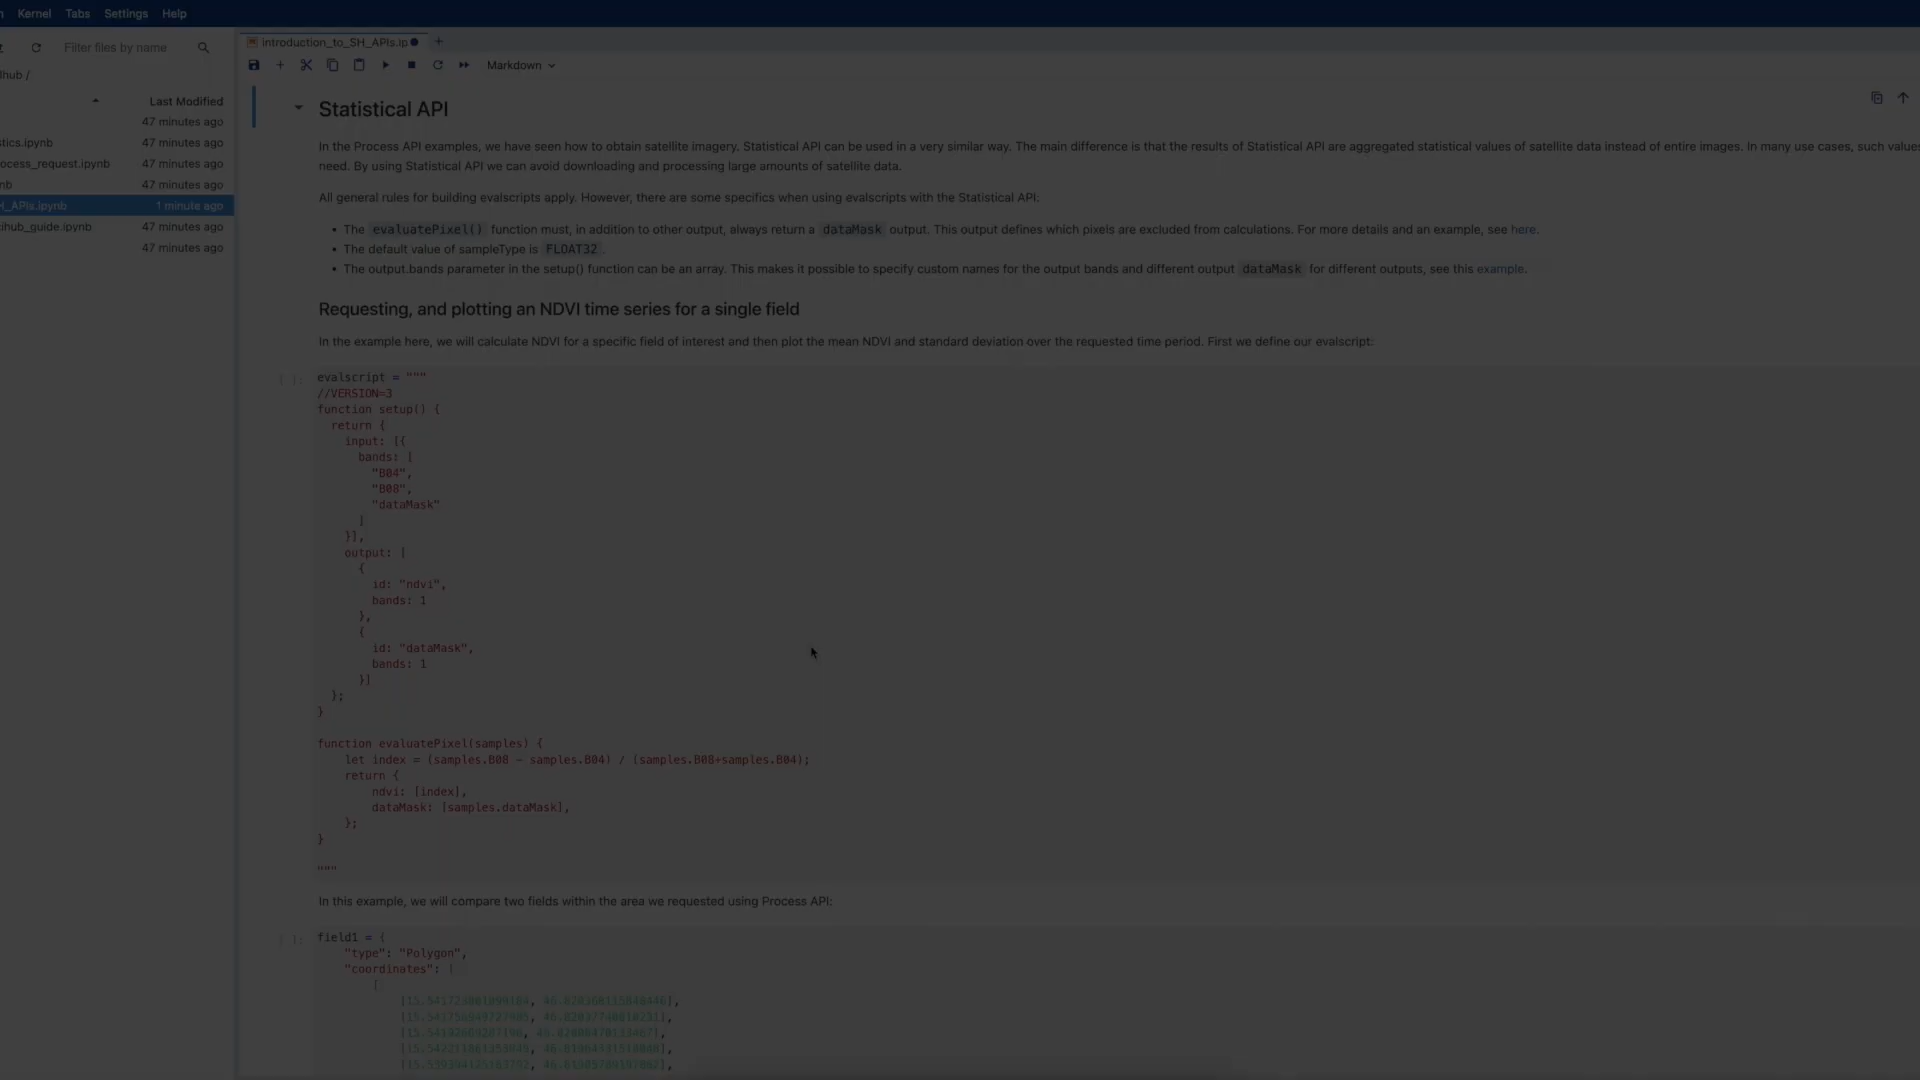 Kernel Tabs Settings Help
Filter files by name
lhub /
Last Modified
47 minutes ago
stics.ipynb 47 minutes ago
ocess_request.ipynb 47 minutes ago
nb 47 minutes ago
H_APIs.ipynb 1 minute ago
ihub_guide.ipynb 47 minutes ago
47 minutes ago
introduction_to_SH_APIs.ip
Markdown
Statistical API
In the Process API examples, we have seen how to obtain satellite imagery. Statistical API can be used in a very similar way. The main difference is that the results of Statistical API are aggregated statistical values of satellite data instead of entire images. In many use cases, such values
need. By using Statistical API we can avoid downloading and processing large amounts of satellite data.
All general rules for building evalscripts apply. However, there are some specifics when using evalscripts with the Statistical API:
• The evaluatePixel() function must, in addition to other output, always return a dataMask output. This output defines which pixels are excluded from calculations. For more details and an example, see here.
• The default value of sampleType is FLOAT32.
• The output.bands parameter in the setup() function can be an array. This makes it possible to specify custom names for the output bands and different output dataMask for different outputs, see this example.
Requesting, and plotting an NDVI time series for a single field
In the example here, we will calculate NDVI for a specific field of interest and then plot the mean NDVI and standard deviation over the requested time period. First we define our evalscript:
[ ]: evalscript = """
//VERSION=3
function setup() {
return {
input: [{
bands: [
"B04",
"B08",
"dataMask"
]
}],
output: [
{
id: "ndvi",
bands: 1
},
{
id: "dataMask",
bands: 1
}]
};
}
function evaluatePixel(samples) {
let index = (samples.B08 - samples.B04) / (samples.B08+samples.B04);
return {
ndvi: [index],
dataMask: [samples.dataMask],
};
}
"""
In this example, we will compare two fields within the area we requested using Process API:
[ ]: field1 = {
"type": "Polygon",
"coordinates": [
[